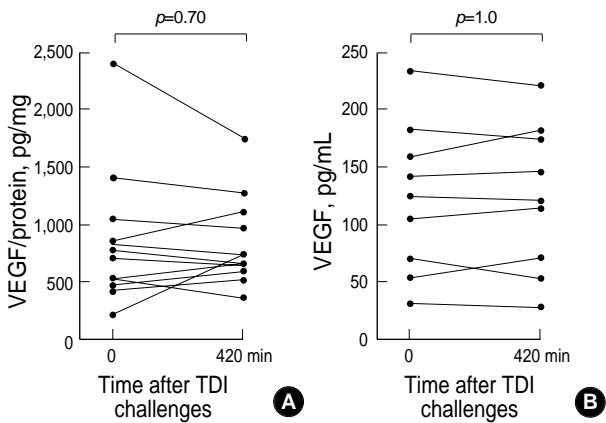 p=0.70
VEGF/protein, pg/mg
2,500
2,000
1,500
1,000
500
0
0
420 min
Time after TDI
challenges
A
p=1.0
VEGF, pg/mL
250
200
150
100
50
0
0
420 min
Time after TDI
challenges
B